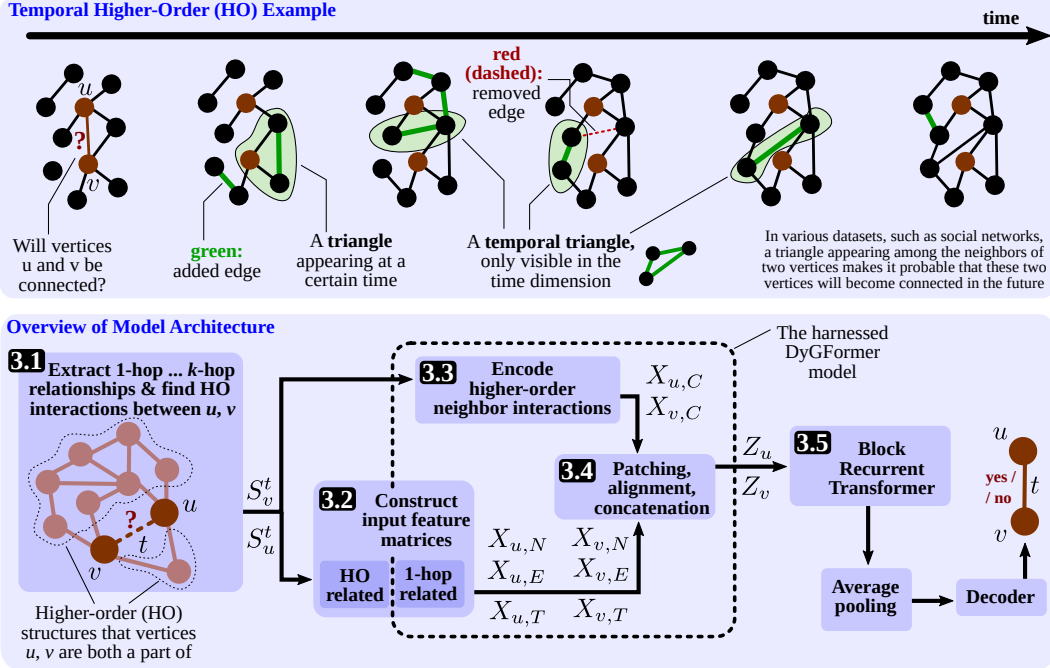 Temporal Higher-Order (HO) Example
time
u
?
v
Will vertices
u and v be
connected?
green:
added edge
A triangle
appearing at a
certain time
red
(dashed):
removed
edge
A temporal triangle,
only visible in the
time dimension
In various datasets, such as social networks,
a triangle appearing among the neighbors of
two vertices makes it probable that these two
vertices will become connected in the future
Overview of Model Architecture
3.1 Extract 1-hop ... k-hop
relationships & find HO
interactions between u, v
u
?
t
v
Higher-order (HO)
structures that vertices
u, v are both a part of
S_v^t
S_u^t
3.2 Construct
input feature
matrices
HO
related
1-hop
related
3.3 Encode
higher-order
neighbor interactions
X_{u,C}
X_{v,C}
X_{u,N} X_{v,N}
X_{u,E} X_{v,E}
X_{u,T} X_{v,T}
3.4 Patching,
alignment,
concatenation
The harnessed
DyGFormer
model
Z_u
Z_v
3.5 Block
Recurrent
Transformer
Average
pooling
Decoder
u
yes /
/ no
t
v